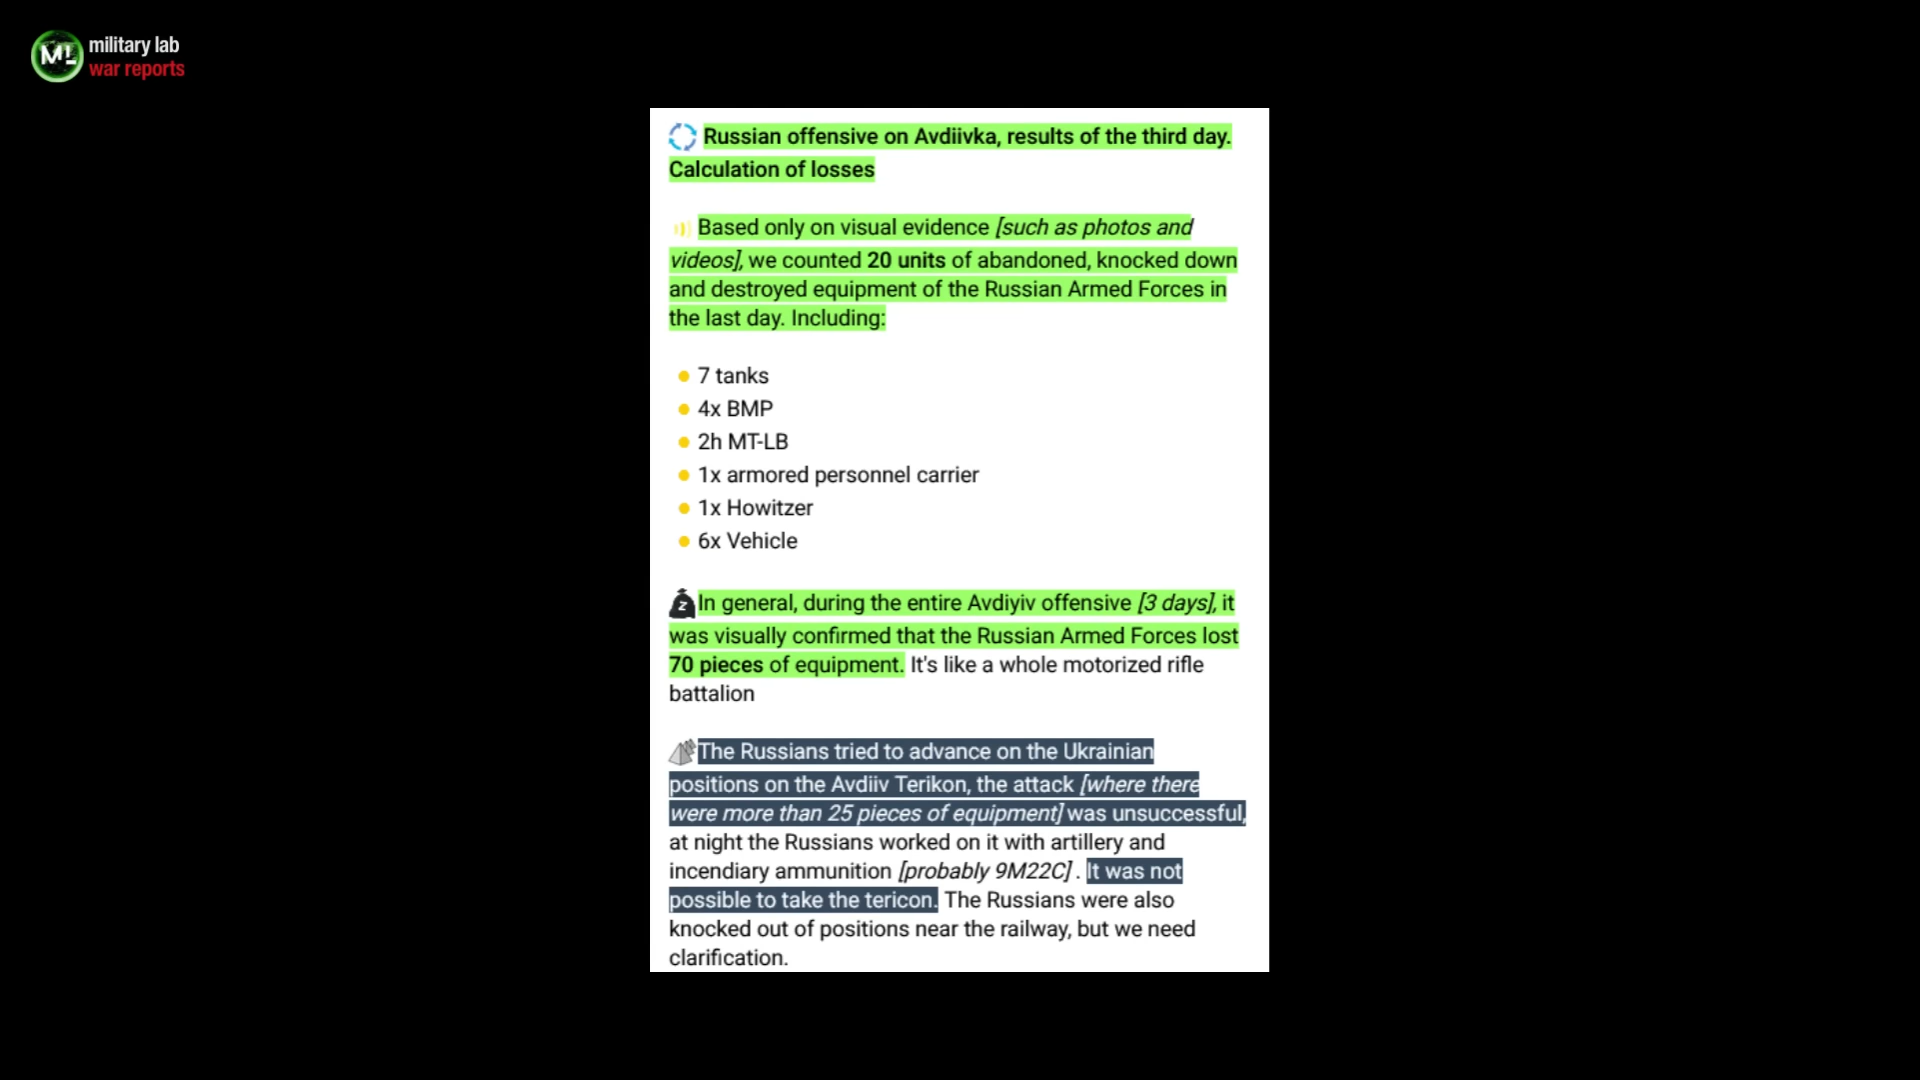 ML military lab
war reports
Russian offensive on Avdiivka, results of the third day.
Calculation of losses
Based only on visual evidence [such as photos and
videos], we counted 20 units of abandoned, knocked down
and destroyed equipment of the Russian Armed Forces in
the last day. Including:
7 tanks
4x BMP
2h MT-LB
1x armored personnel carrier
1x Howitzer
6x Vehicle
Z In general, during the entire Avdiyiv offensive [3 days], it
was visually confirmed that the Russian Armed Forces lost
70 pieces of equipment. It's like a whole motorized rifle
battalion
The Russians tried to advance on the Ukrainian
positions on the Avdiiv Terikon, the attack [where there
were more than 25 pieces of equipment] was unsuccessful,
at night the Russians worked on it with artillery and
incendiary ammunition [probably 9M22C] . It was not
possible to take the tericon. The Russians were also
knocked out of positions near the railway, but we need
clarification.